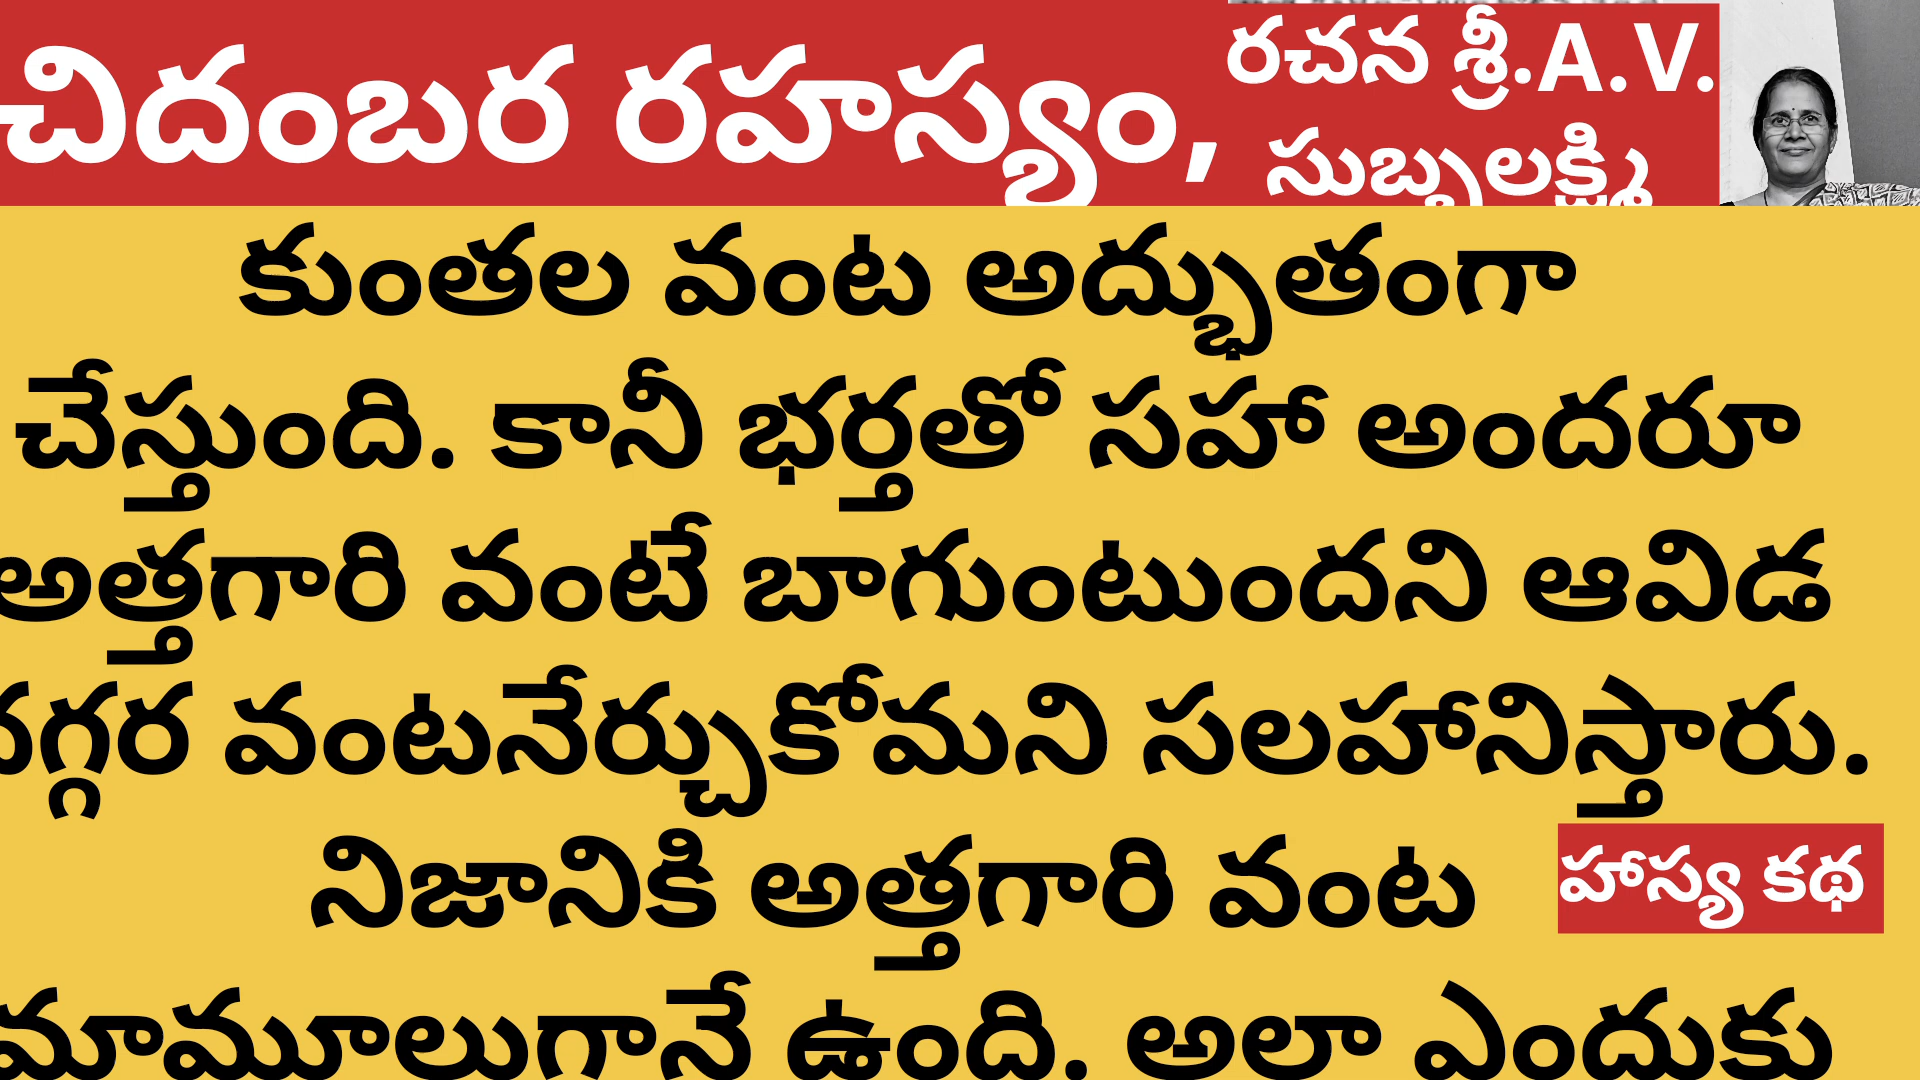 చిదంబర రహస్యం,
రచన శ్రీ.A.V.
సుబ్బలక్ష్మి
కుంతల వంట అద్భుతంగా
చేస్తుంది. కానీ భర్తతో సహా అందరూ
అత్తగారి వంటే బాగుంటుందని ఆవిడ
దగ్గర వంటనేర్చుకోమని సలహానిస్తారు.
నిజానికి అత్తగారి వంట
హాస్య కథ
మామూలుగానే ఉంది. అలా ఎందుకు